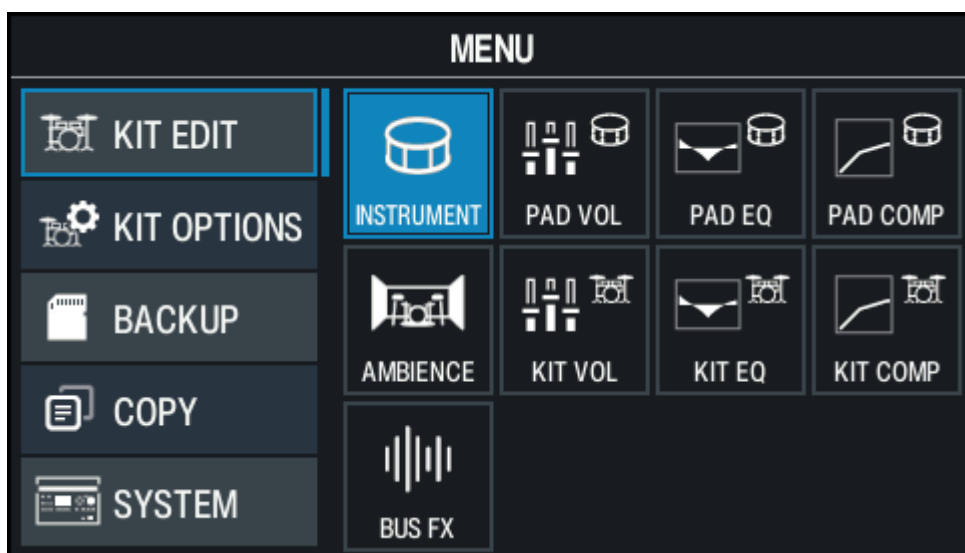 MENU
KIT EDIT
KIT OPTIONS
BACKUP
COPY
SYSTEM
INSTRUMENT
PAD VOL
PAD EQ
PAD COMP
AMBIENCE
KIT VOL
KIT EQ
KIT COMP
BUS FX